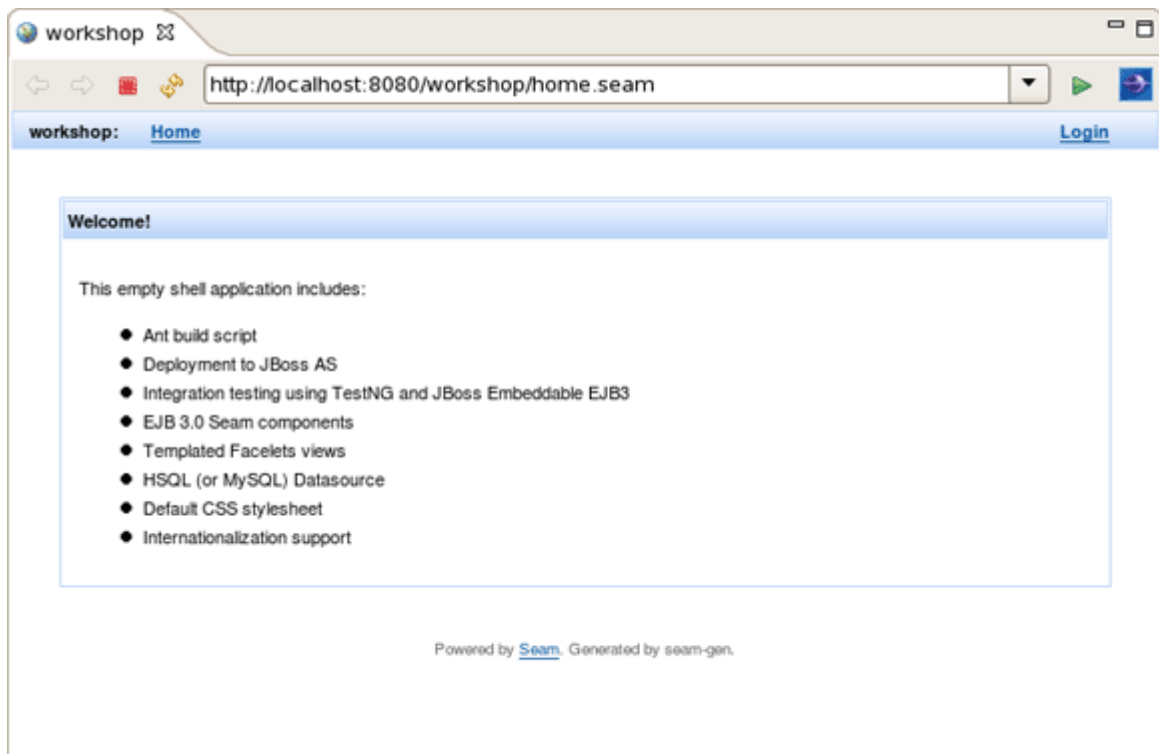 workshop
http://localhost:8080/workshop/home.seam
workshop: Home Login
Welcome!
This empty shell application includes:
Ant build script
Deployment to JBoss AS
Integration testing using TestNG and JBoss Embeddable EJB3
EJB 3.0 Seam components
Templated Facelets views
HSQL (or MySQL) Datasource
Default CSS stylesheet
Internationalization support
Powered by Seam. Generated by seam-gen.